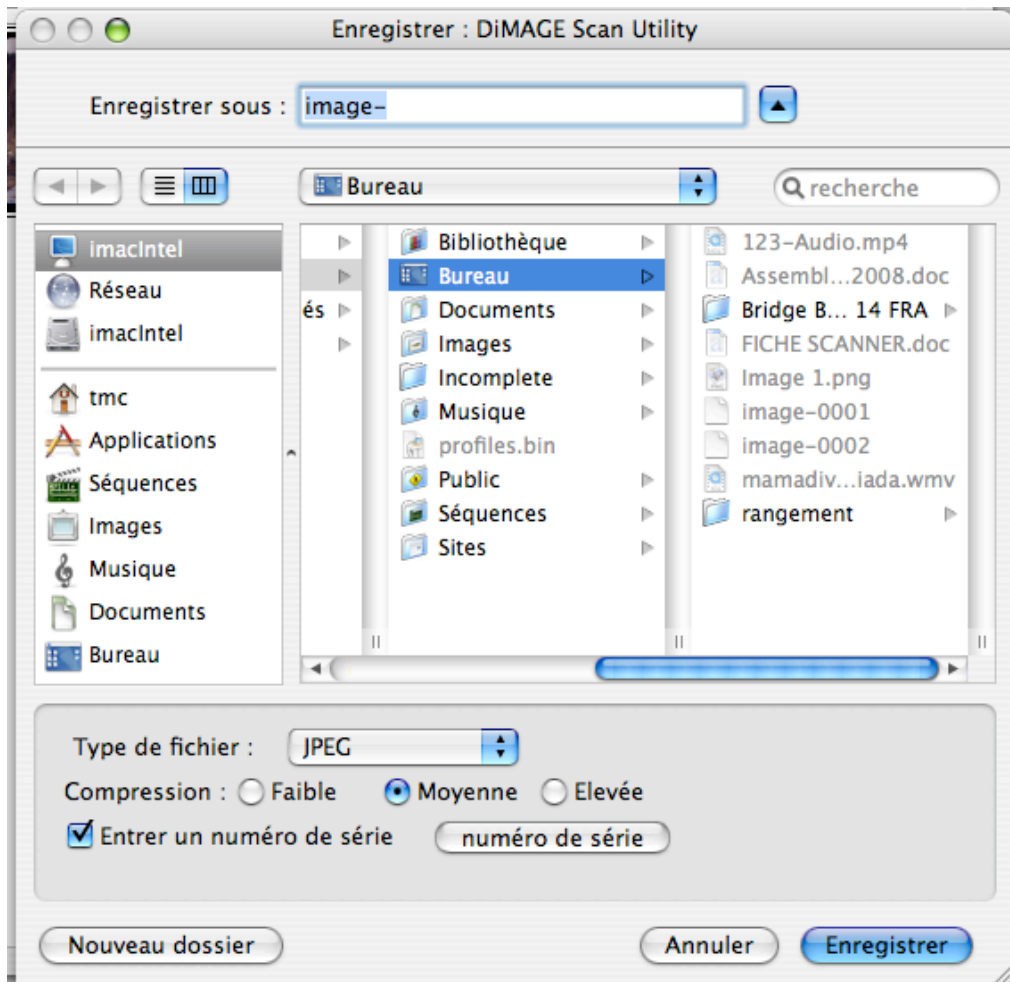 Enregistrer : DiMAGE Scan Utility
Enregistrer sous : image-
Bureau
recherche
imacIntel
Réseau
imacIntel
tmc
Applications
Séquences
Images
Musique
Documents
Bureau
és
Bibliothèque
Bureau
Documents
Images
Incomplete
Musique
profiles.bin
Public
Séquences
Sites
123-Audio.mp4
Assembl...2008.doc
Bridge B... 14 FRA
FICHE SCANNER.doc
Image 1.png
image-0001
image-0002
mamadiv...iada.wmv
rangement
Type de fichier : JPEG
Compression : Faible Moyenne Elevée
Entrer un numéro de série numéro de série
Nouveau dossier Annuler Enregistrer